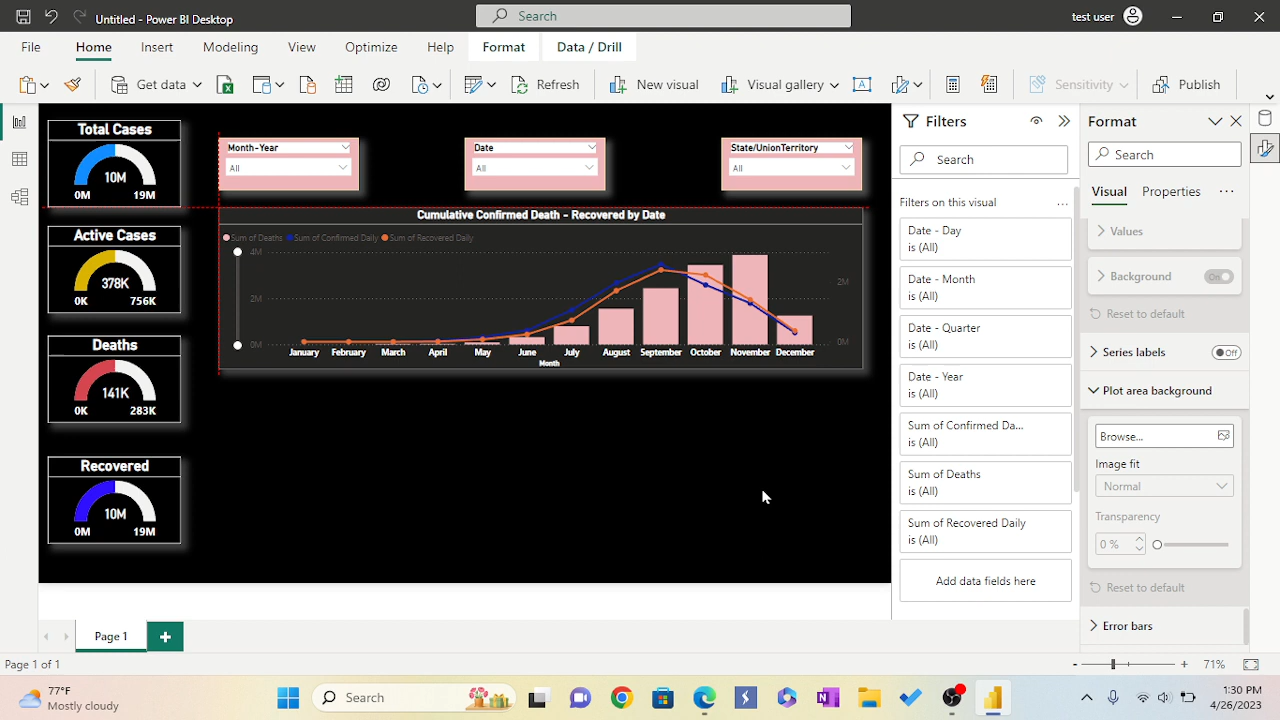 Untitled - Power BI Desktop
Search
test user
File
Home
Insert
Modeling
View
Optimize
Help
Format
Data / Drill
Get data
Refresh
New visual
Visual gallery
A
Sensitivity
Publish
Total Cases
10M
0M
19M
Active Cases
378K
0K
756K
Deaths
141K
0K
283K
Recovered
10M
0M
19M
Month-Year
All
Date
All
State/UnionTerritory
All
Cumulative Confirmed Death - Recovered by Date
Sum of Deaths
Sum of Confirmed Daily
Sum of Recovered Daily
4M
2M
0M
2M
0M
January
February
March
April
May
June
July
August
September
October
November
December
Month
Filters
Search
Filters on this visual
...
Date - Day
is (All)
Date - Month
is (All)
Date - Quarter
is (All)
Date - Year
is (All)
Sum of Confirmed Da...
is (All)
Sum of Deaths
is (All)
Sum of Recovered Daily
is (All)
Add data fields here
Format
Search
Visual
Properties
...
Values
Background
On
Reset to default
Series labels
Off
Plot area background
Browse...
Image fit
Normal
Transparency
0 %
Reset to default
Error bars
Page 1
+
Page 1 of 1
-
+
71%
77°F
Mostly cloudy
Search
1:30 PM
4/26/2023